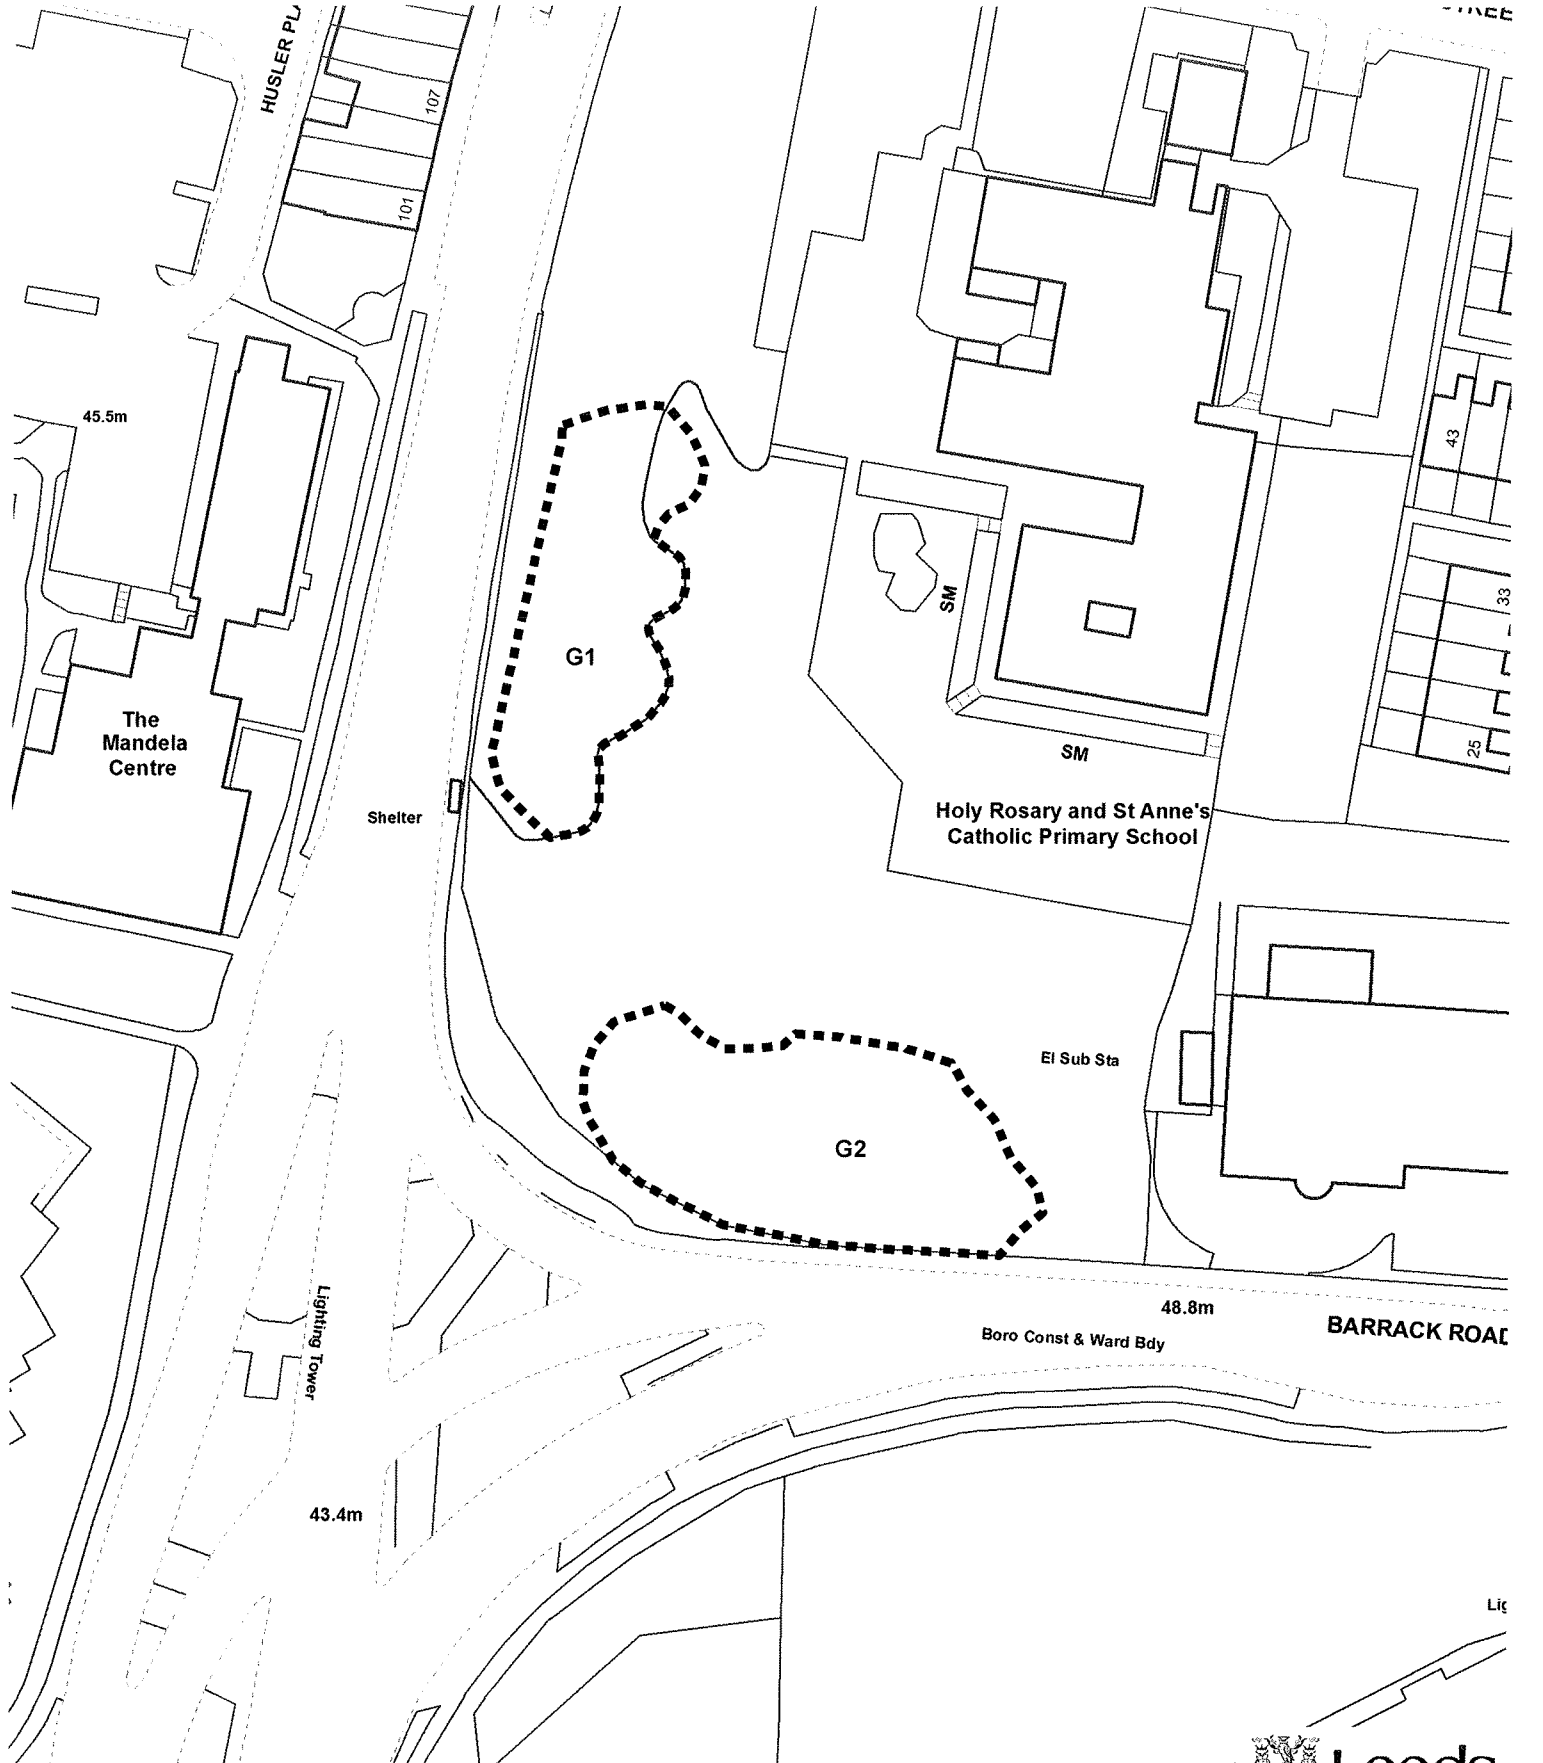 HUSLER
107
101
45.5m
43
33
G1
SM
The
Mandela
Centre
25
SM
Shelter
Holy Rosary and St Anne's
Catholic Primary School
El Sub Sta
G2
Lighting Tower
48.8m
BARRACK ROAD
Boro Const & Ward Bdy
43.4m
Leeds